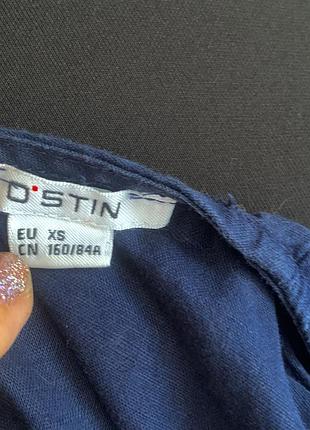 O'STIN
EU XS
CN 160/84A